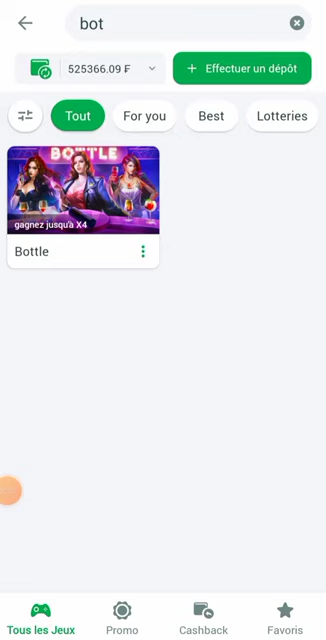 bot
525366.09 ₣
+ Effectuer un dépôt
Tout
For you
Best
Lotteries
BOTTLE
gagnez jusqu'à X4
Bottle
Tous les Jeux
Promo
Cashback
Favoris